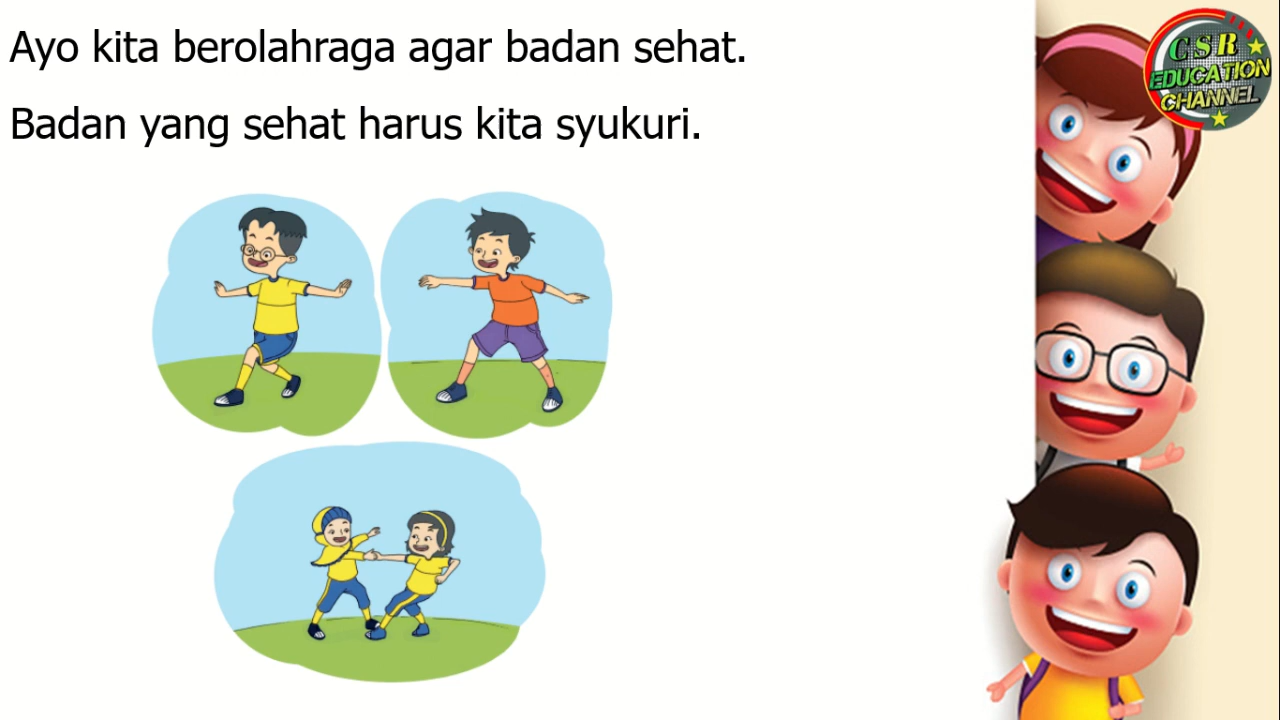 Ayo kita berolahraga agar badan sehat.
Badan yang sehat harus kita syukuri.
CSR
EDUCATION
CHANNEL